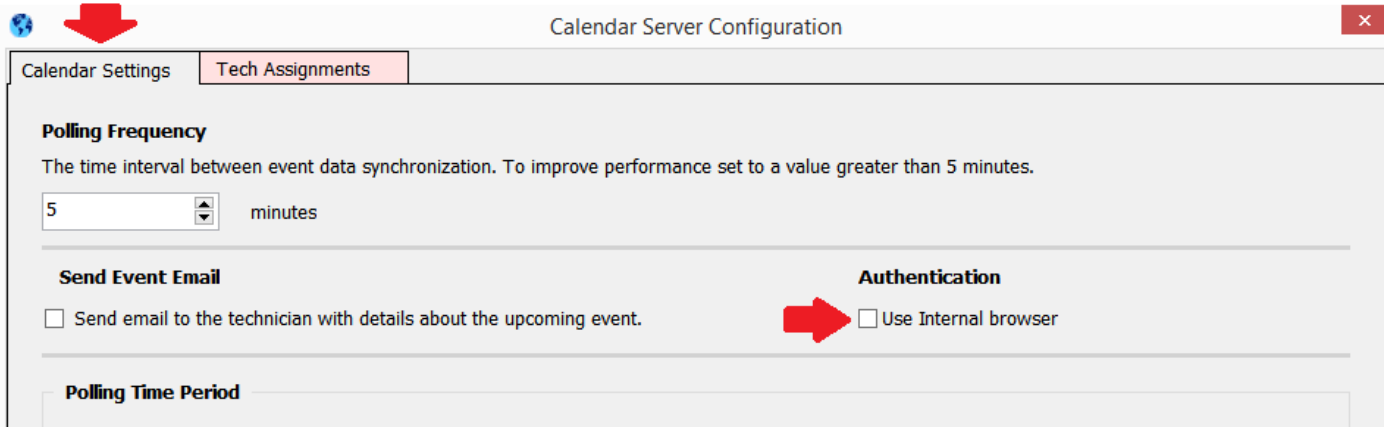 Calendar Server Configuration
Calendar Settings
Tech Assignments
Polling Frequency
The time interval between event data synchronization. To improve performance set to a value greater than 5 minutes.
5 minutes
Send Event Email
Authentication
Send email to the technician with details about the upcoming event.
Use Internal browser
Polling Time Period